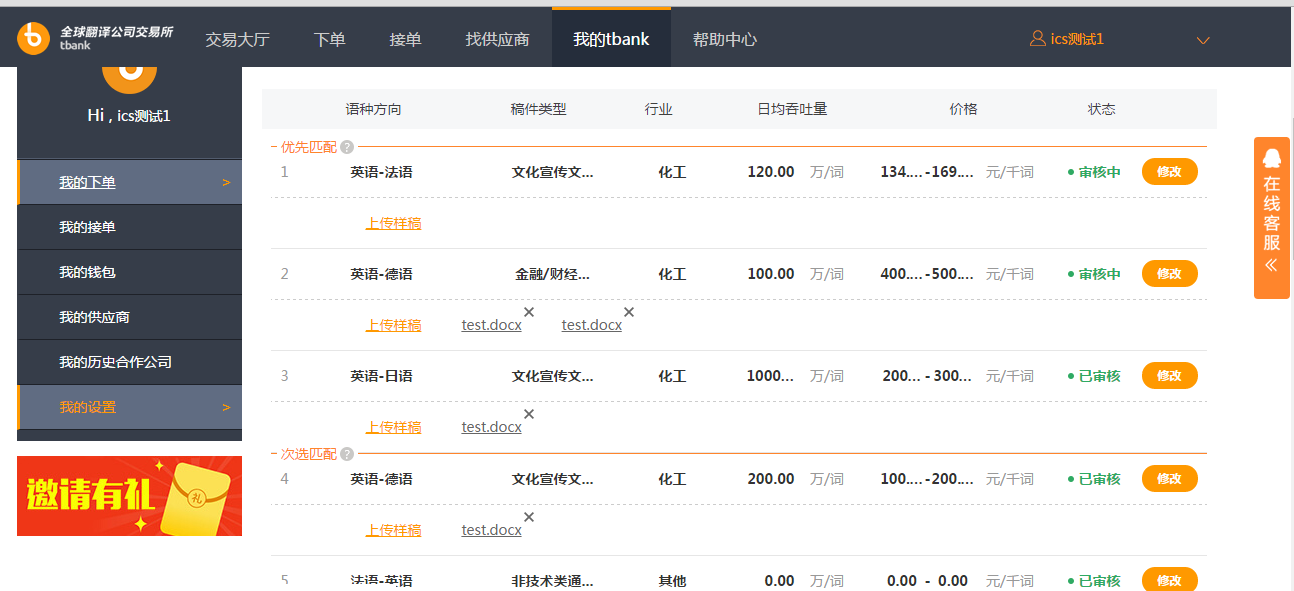 全球翻译公司交易所
tbank
交易大厅 下单 接单 找供应商 我的tbank 帮助中心 ics测试1
Hi , ics测试1
我的下单 >
我的接单
我的钱包
我的供应商
我的历史合作公司
我的设置 >
邀请有礼
礼
语种方向 稿件类型 行业 日均吞吐量 价格 状态
优先匹配 ?
1 英语-法语 文化宣传文... 化工 120.00 万/词 134....-169.... 元/千词 审核中 修改
上传样稿
2 英语-德语 金融/财经... 化工 100.00 万/词 400....-500.... 元/千词 审核中 修改
上传样稿 test.docx test.docx
3 英语-日语 文化宣传文... 化工 1000... 万/词 200... - 300... 元/千词 已审核 修改
上传样稿 test.docx
次选匹配 ?
4 英语-德语 文化宣传文... 化工 200.00 万/词 100....-200.... 元/千词 已审核 修改
上传样稿 test.docx
5 法语-英语 非技术类通... 其他 0.00 万/词 0.00 - 0.00 元/千词 已审核 修改
在线客服